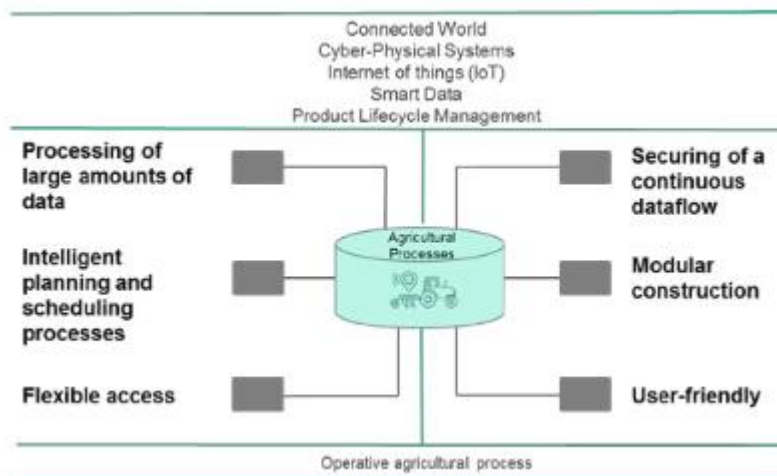 Connected World
Cyber-Physical Systems
Internet of things (IoT)
Smart Data
Product Lifecycle Management
Processing of
large amounts of
data
Securing of a
continuous
dataflow
Agricultural
Processes
Intelligent
planning and
scheduling
processes
Modular
construction
Flexible access
User-friendly
Operative agricultural process